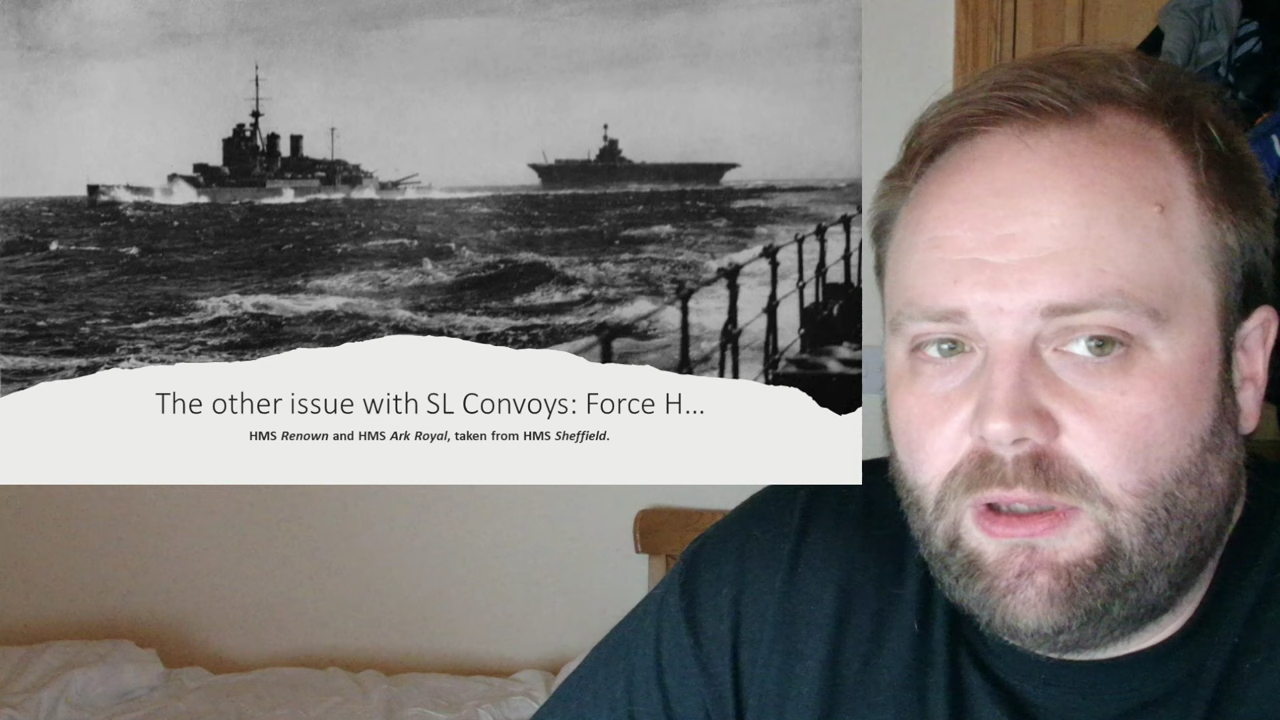 The other issue with SL Convoys: Force H...
HMS Renown and HMS Ark Royal, taken from HMS Sheffield.